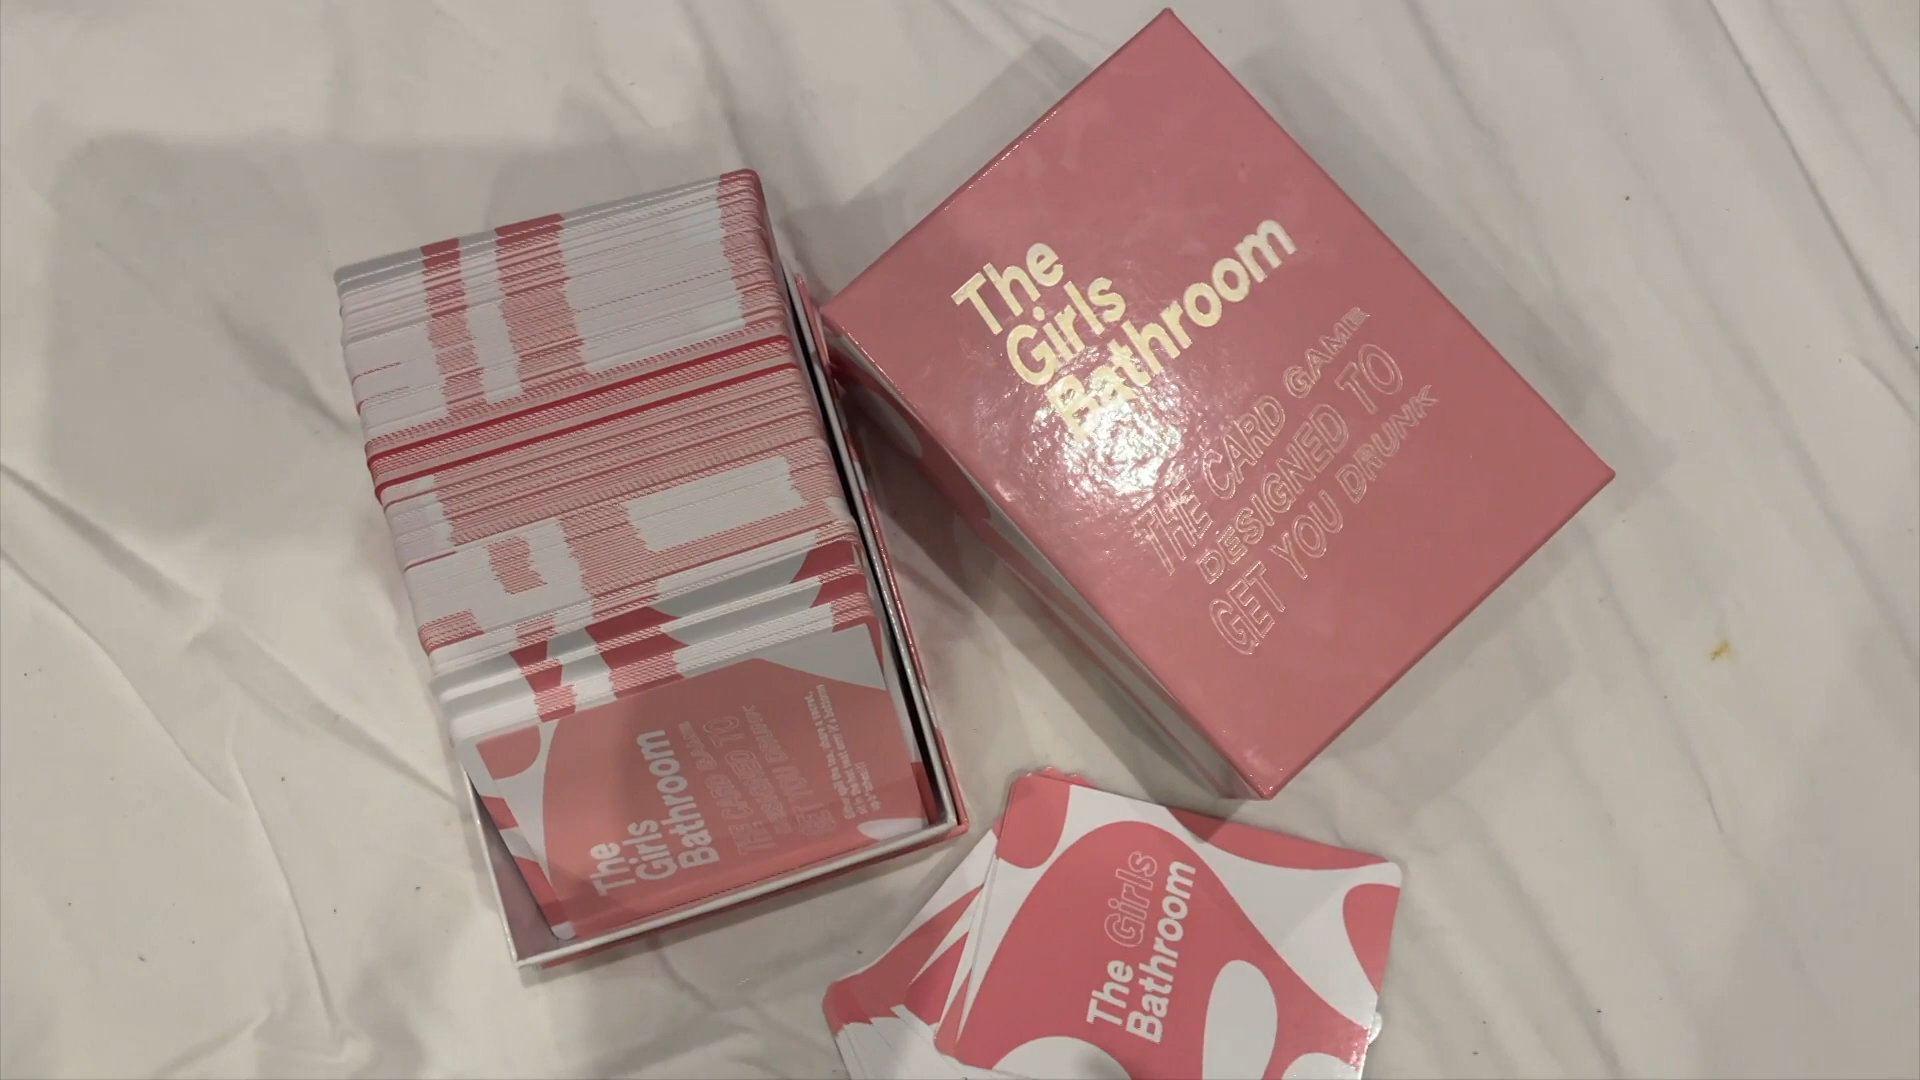 The
Girls
Bathroom
THE CARD GAME
DESIGNED TO
GET YOU DRUNK
The
Girls
Bathroom
THE CARD GAME
DESIGNED TO
GET YOU DRUNK
The Girls
Bathroom